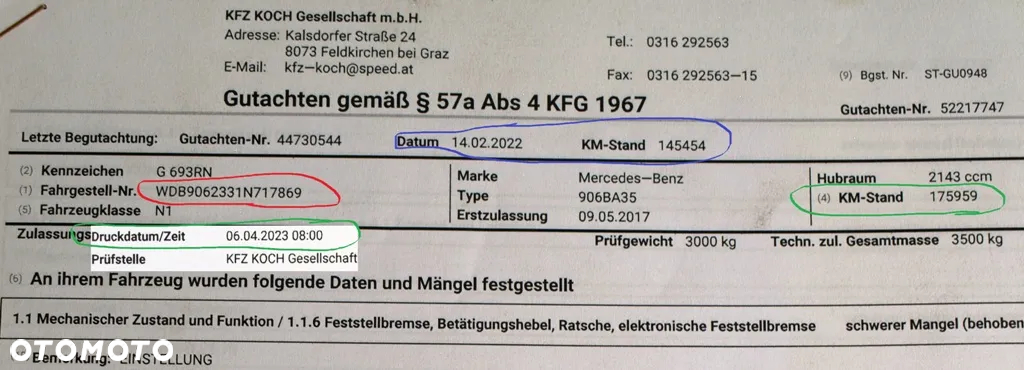 KFZ KOCH Gesellschaft m.b.H.
Adresse: Kalsdorfer Straße 24
8073 Feldkirchen bei Graz
E-Mail: kfz-koch@speed.at
Tel.: 0316 292563
Fax: 0316 292563-15
(9) Bgst. Nr. ST-GU0948
Gutachten gemäß § 57a Abs 4 KFG 1967
Gutachten-Nr. 52217747
Letzte Begutachtung: Gutachten-Nr. 44730544 Datum 14.02.2022 KM-Stand 145454
(2) Kennzeichen G 693RN
(1) Fahrgestell-Nr. WDB9062331N717869
(5) Fahrzeugklasse N1
Marke Mercedes-Benz
Type 906BA35
Erstzulassung 09.05.2017
Hubraum 2143 ccm
(4) KM-Stand 175959
Zulassungs
Druckdatum/Zeit 06.04.2023 08:00
Prüfstelle KFZ KOCH Gesellschaft
Prüfgewicht 3000 kg Techn. zul. Gesamtmasse 3500 kg
(6) An ihrem Fahrzeug wurden folgende Daten und Mängel festgestellt
1.1 Mechanischer Zustand und Funktion / 1.1.6 Feststellbremse, Betätigungshebel, Ratsche, elektronische Feststellbremse schwerer Mangel (behoben
Bemerkung: EINSTELLUNG
OTOMOTO